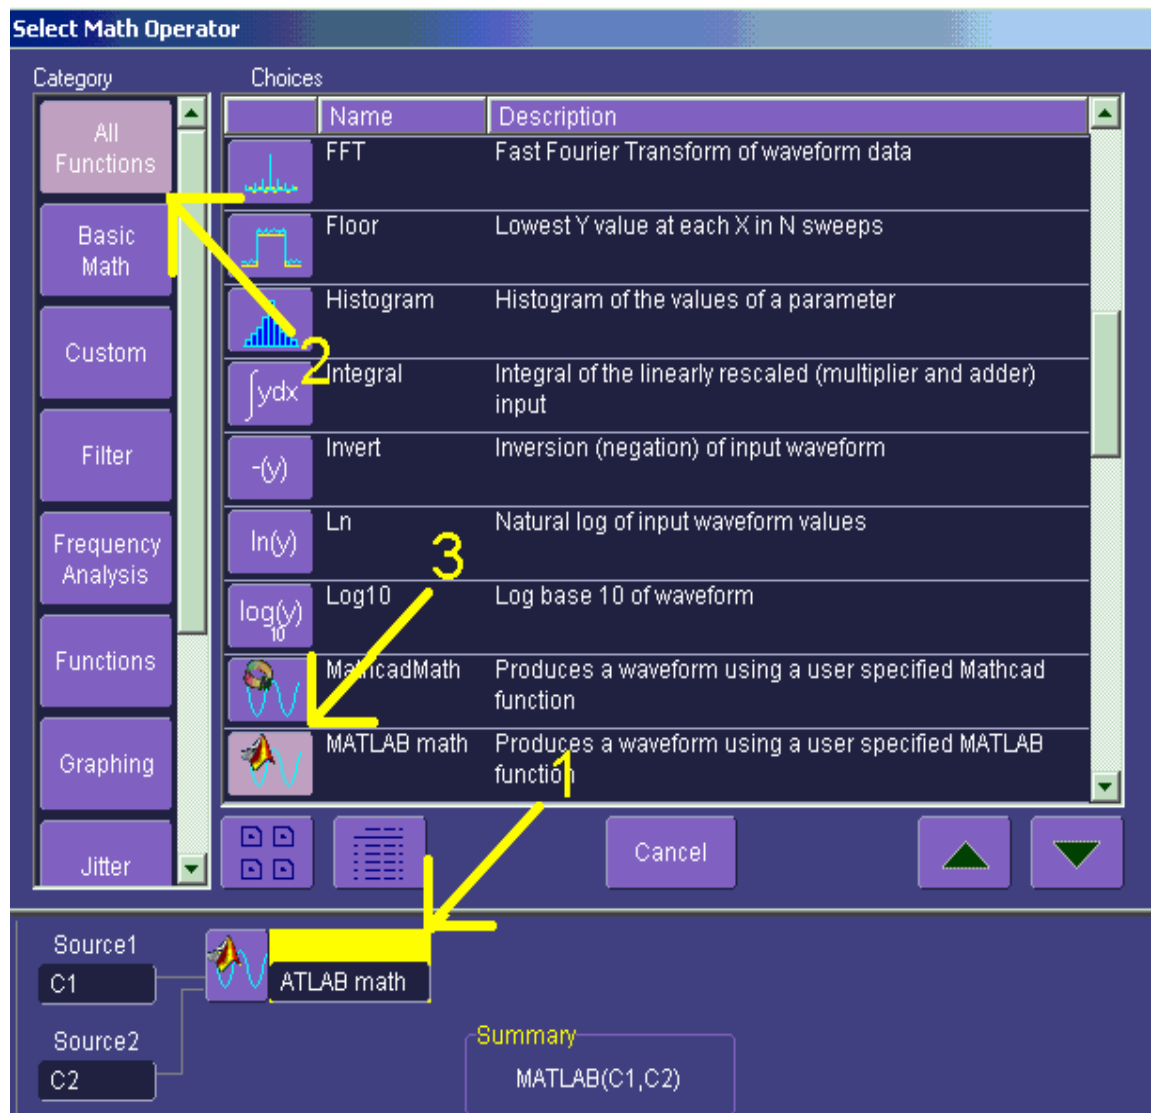 Select Math Operator
Category
Choices
All
Functions
Basic
Math
Custom
Filter
Frequency
Analysis
Functions
Graphing
Jitter
Name Description
FFT Fast Fourier Transform of waveform data
Floor Lowest Y value at each X in N sweeps
Histogram Histogram of the values of a parameter
2
∫ydx Integral Integral of the linearly rescaled (multiplier and adder)
input
-(y) Invert Inversion (negation) of input waveform
ln(y) Ln Natural log of input waveform values
3
log(y)
10
Log10 Log base 10 of waveform
MathcadMath Produces a waveform using a user specified Mathcad
function
MATLAB math Produces a waveform using a user specified MATLAB
function
1
Cancel
Source1
C1
ATLAB math
Source2
C2
Summary
MATLAB(C1,C2)